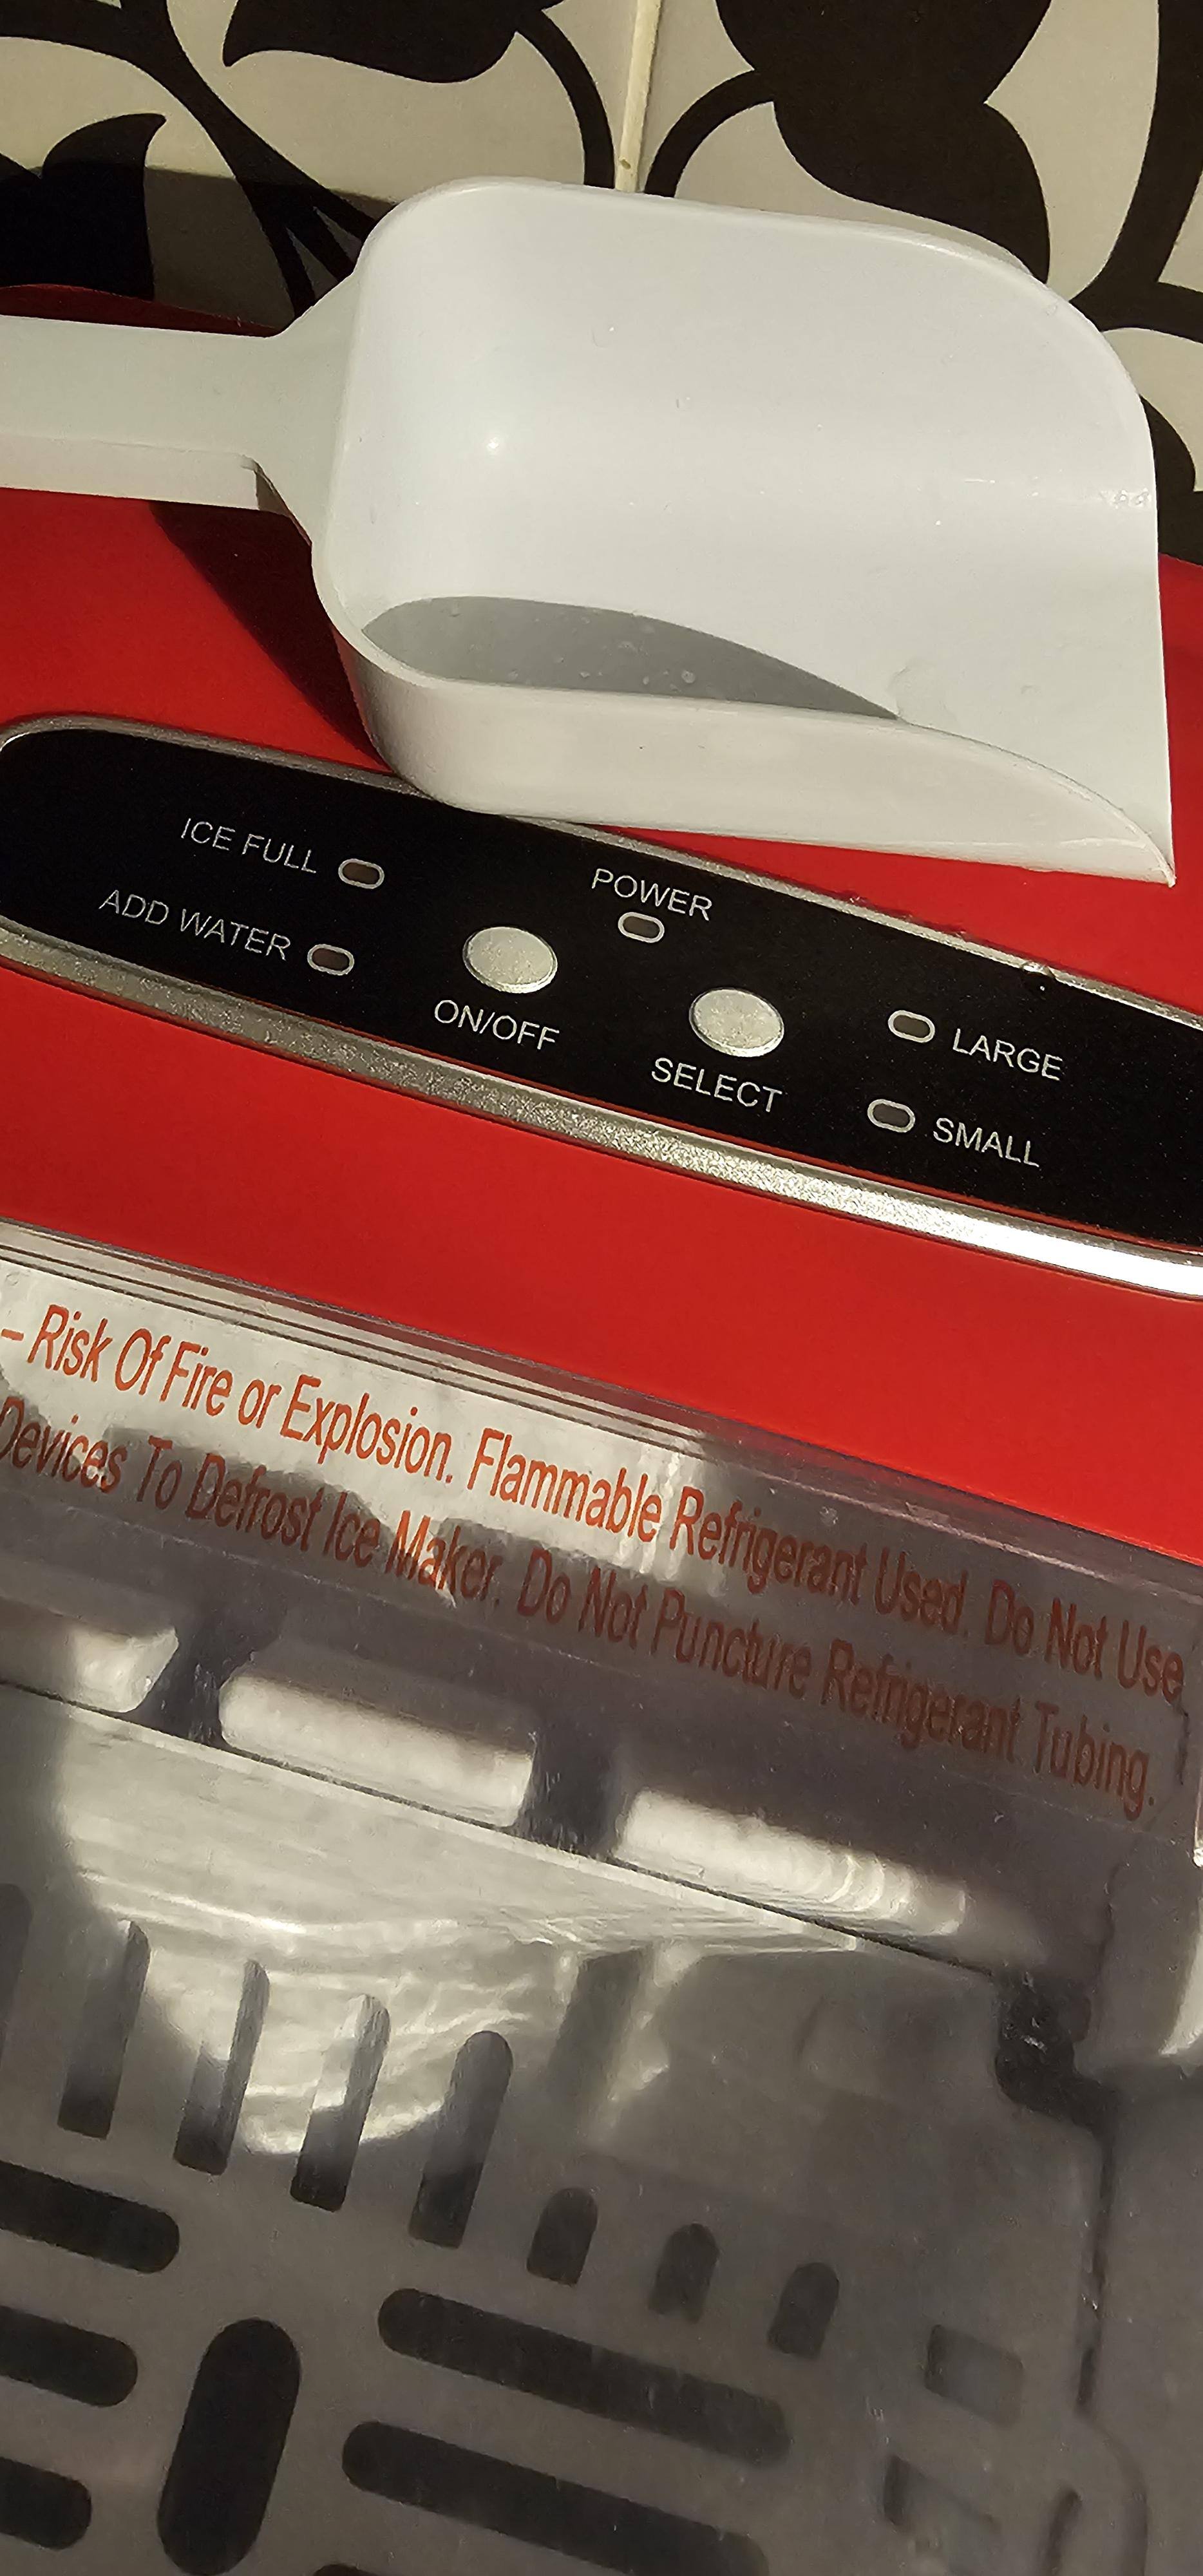 ICE FULL
ADD WATER
ON/OFF
POWER
SELECT
LARGE
SMALL
– Risk Of Fire or Explosion. Flammable Refrigerant Used. Do Not Use
Devices To Defrost Ice Maker. Do Not Puncture Refrigerant Tubing.